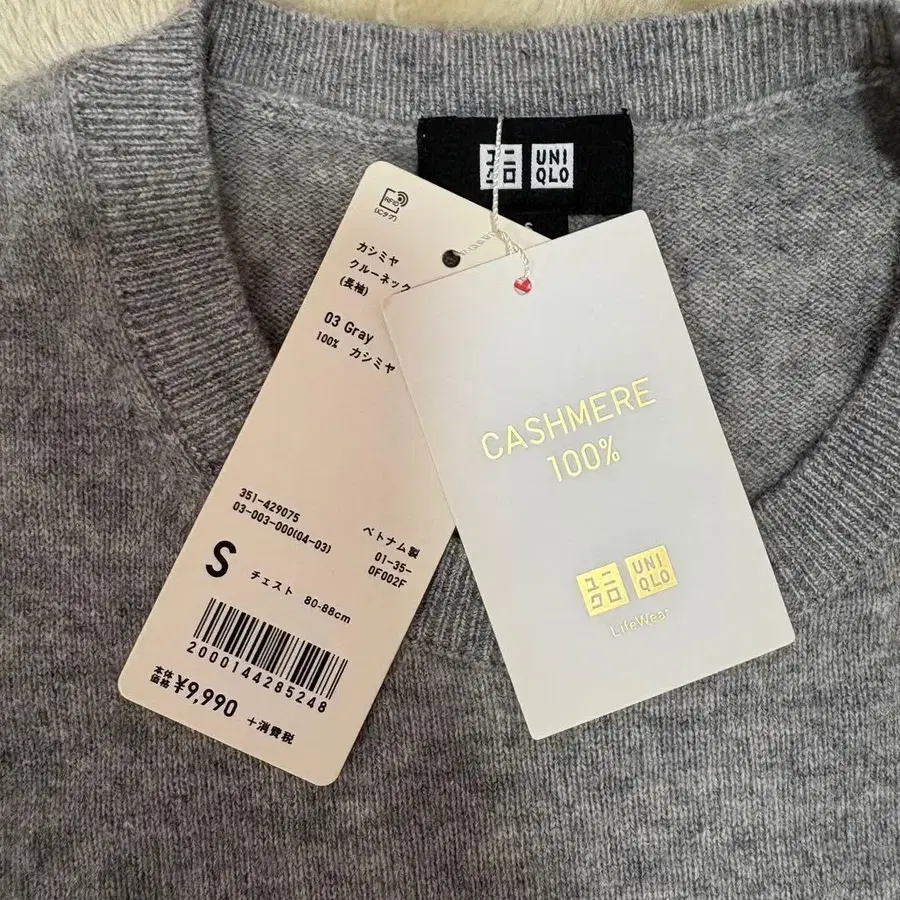 ユニ
クロ
UNI
QLO
S
RFID
(ICタグ)
カシミヤ
クルーネック
(長袖)
03 Gray
100% カシミヤ
351-429075
03-003-000(04-03)
ベトナム製
01-35-
0F002F
S
チェスト 80-88cm
2000144285248
本体
価格 ¥9,990 +消費税
CASHMERE
100%
ユニ
クロ
UNI
QLO
LifeWear